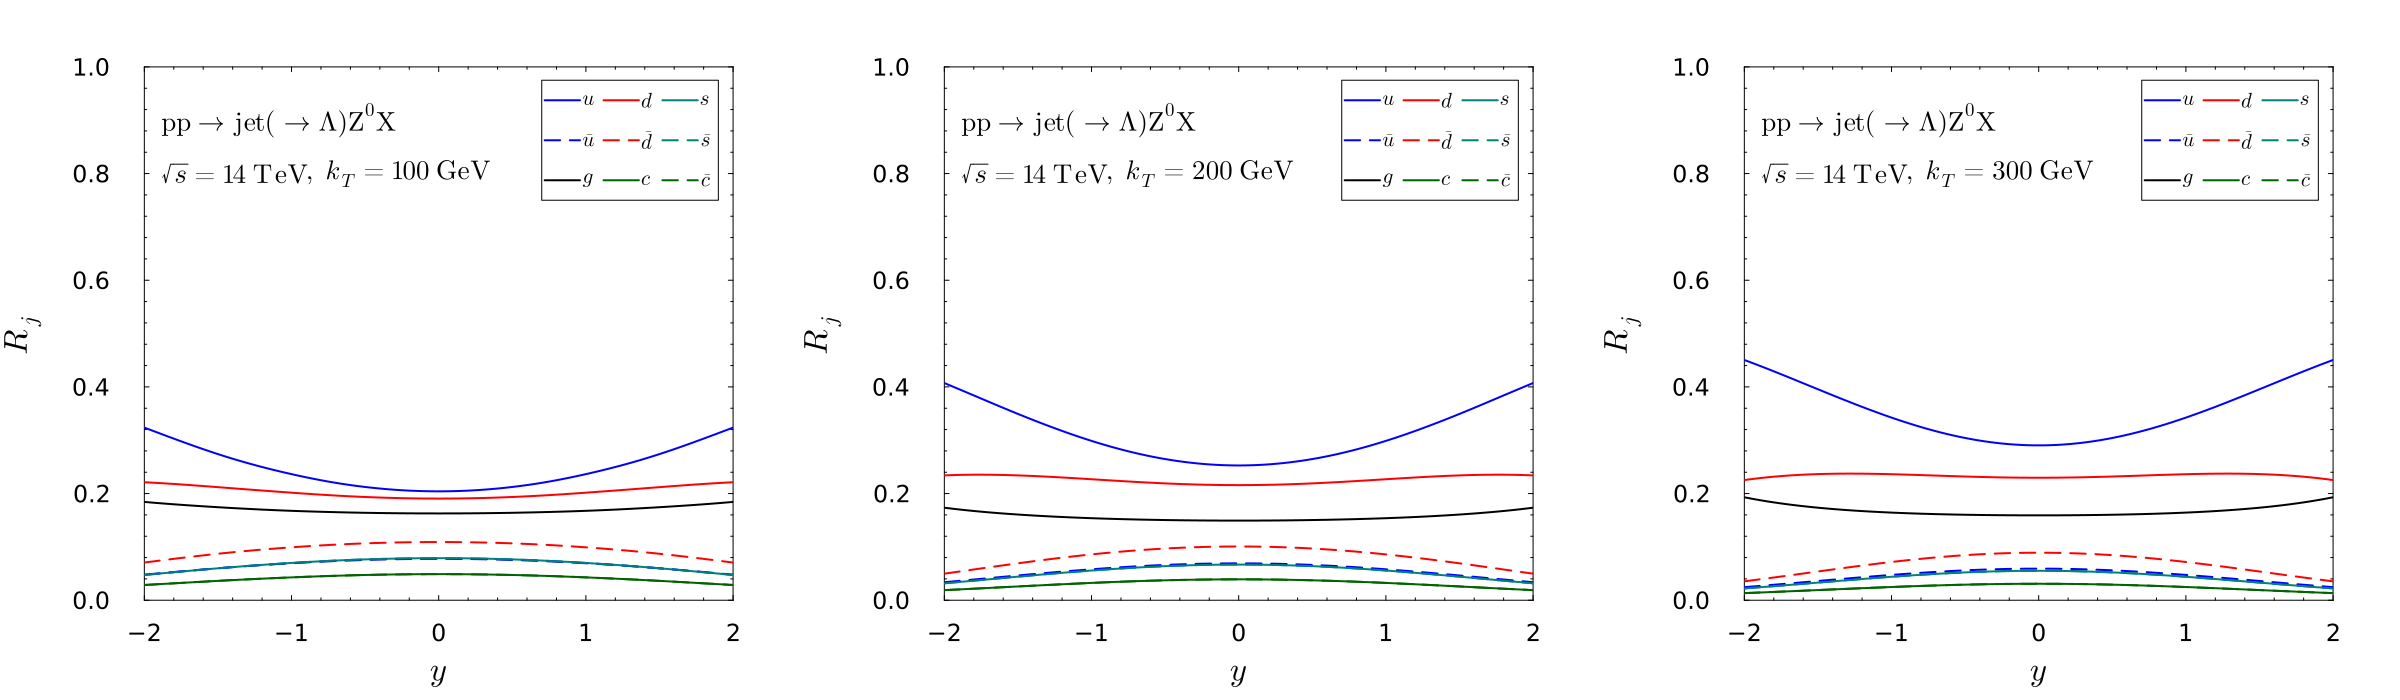 1.0
0.8
0.6
0.4
0.2
0.0
R_j
pp → jet( → Λ)Z⁰X
√s = 14 TeV, k_T = 100 GeV
u d s
ū d̄ s̄
g c c̄
−2 −1 0 1 2
y
1.0
0.8
0.6
0.4
0.2
0.0
R_j
pp → jet( → Λ)Z⁰X
√s = 14 TeV, k_T = 200 GeV
u d s
ū d̄ s̄
g c c̄
−2 −1 0 1 2
y
1.0
0.8
0.6
0.4
0.2
0.0
R_j
pp → jet( → Λ)Z⁰X
√s = 14 TeV, k_T = 300 GeV
u d s
ū d̄ s̄
g c c̄
−2 −1 0 1 2
y